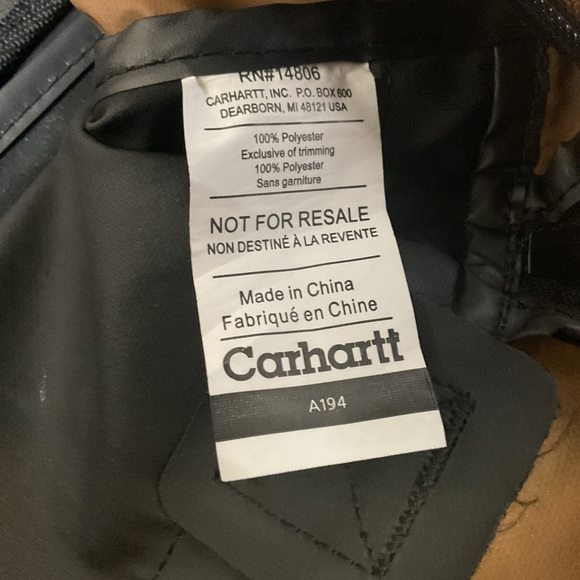 RN#14806
CARHARTT, INC. P.O. BOX 600
DEARBORN, MI 48121 USA
100% Polyester
Exclusive of trimming
100% Polyester
Sans garniture
NOT FOR RESALE
NON DESTINÉ À LA REVENTE
Made in China
Fabriqué en Chine
Carhartt
A194